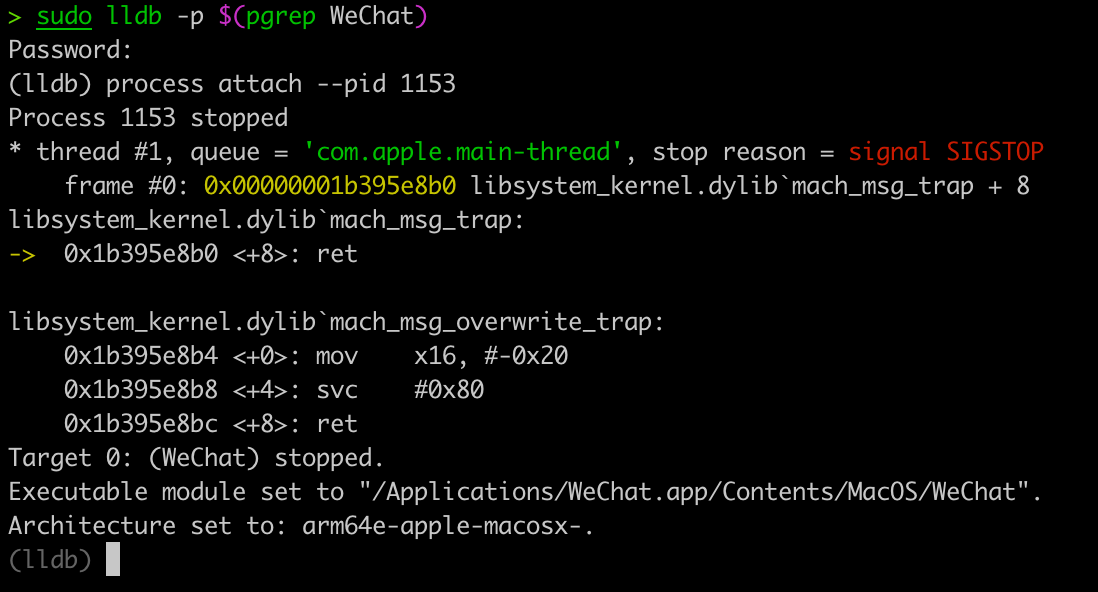 > sudo lldb -p $(pgrep WeChat)
Password:
(lldb) process attach --pid 1153
Process 1153 stopped
* thread #1, queue = 'com.apple.main-thread', stop reason = signal SIGSTOP
    frame #0: 0x00000001b395e8b0 libsystem_kernel.dylib`mach_msg_trap + 8
libsystem_kernel.dylib`mach_msg_trap:
->  0x1b395e8b0 <+8>: ret

libsystem_kernel.dylib`mach_msg_overwrite_trap:
    0x1b395e8b4 <+0>: mov    x16, #-0x20
    0x1b395e8b8 <+4>: svc    #0x80
    0x1b395e8bc <+8>: ret
Target 0: (WeChat) stopped.
Executable module set to "/Applications/WeChat.app/Contents/MacOS/WeChat".
Architecture set to: arm64e-apple-macosx-.
(lldb)